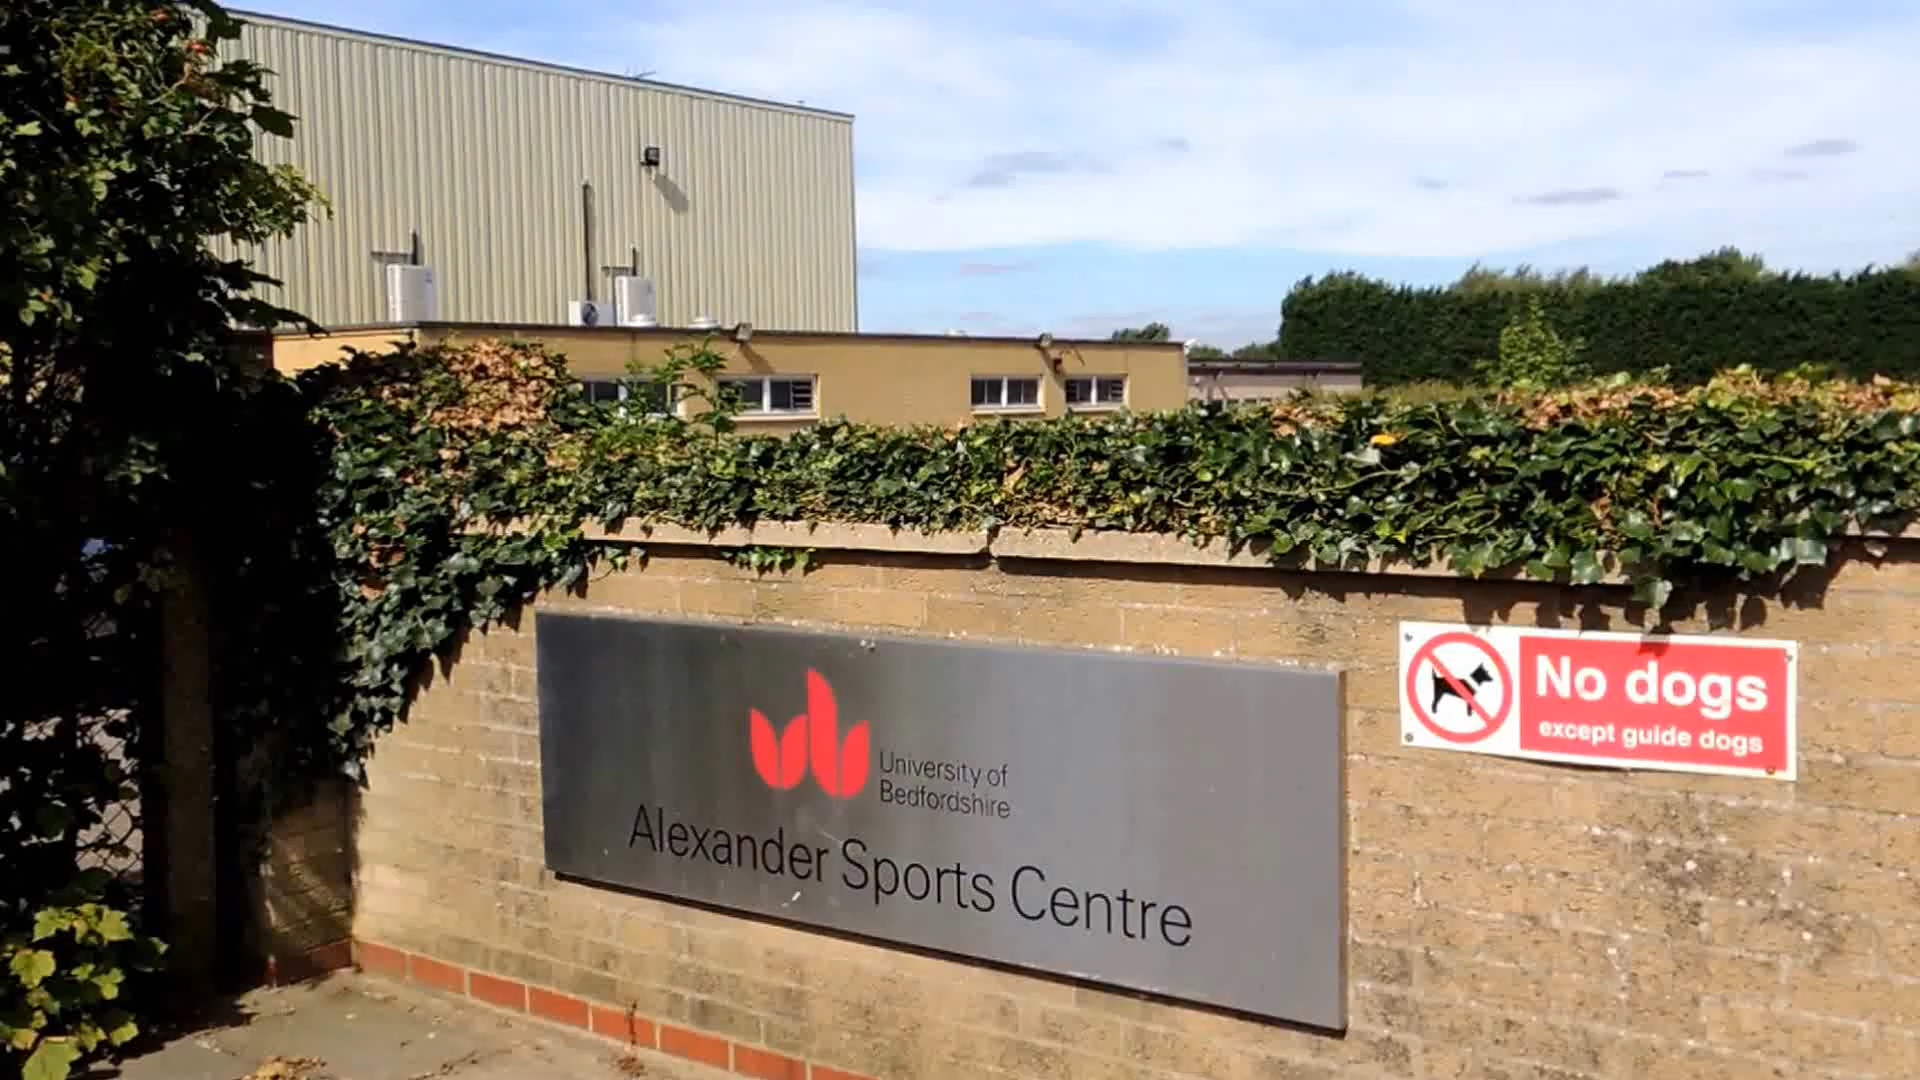 University of
Bedfordshire
Alexander Sports Centre
No dogs
except guide dogs